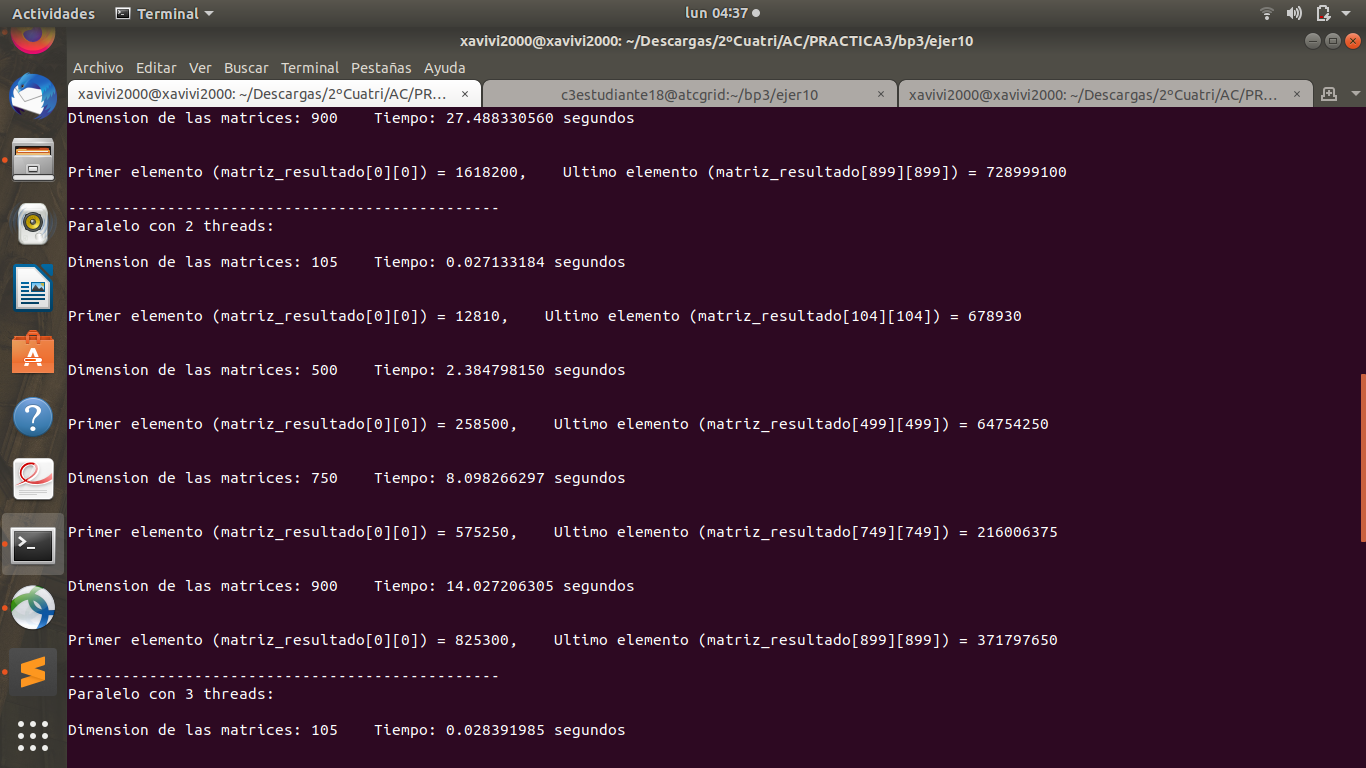 Actividades Terminal lun 04:37
xavivi2000@xavivi2000: ~/Descargas/2ºCuatri/AC/PRACTICA3/bp3/ejer10
Archivo Editar Ver Buscar Terminal Pestañas Ayuda
xavivi2000@xavivi2000: ~/Descargas/2ºCuatri/AC/PR... × c3estudiante18@atcgrid:~/bp3/ejer10 × xavivi2000@xavivi2000: ~/Descargas/2ºCuatri/AC/PR... ×
Dimension de las matrices: 900    Tiempo: 27.488330560 segundos
Primer elemento (matriz_resultado[0][0]) = 1618200,    Ultimo elemento (matriz_resultado[899][899]) = 728999100
------------------------------------------------
Paralelo con 2 threads:
Dimension de las matrices: 105    Tiempo: 0.027133184 segundos
Primer elemento (matriz_resultado[0][0]) = 12810,    Ultimo elemento (matriz_resultado[104][104]) = 678930
Dimension de las matrices: 500    Tiempo: 2.384798150 segundos
Primer elemento (matriz_resultado[0][0]) = 258500,    Ultimo elemento (matriz_resultado[499][499]) = 64754250
Dimension de las matrices: 750    Tiempo: 8.098266297 segundos
Primer elemento (matriz_resultado[0][0]) = 575250,    Ultimo elemento (matriz_resultado[749][749]) = 216006375
Dimension de las matrices: 900    Tiempo: 14.027206305 segundos
Primer elemento (matriz_resultado[0][0]) = 825300,    Ultimo elemento (matriz_resultado[899][899]) = 371797650
------------------------------------------------
Paralelo con 3 threads:
Dimension de las matrices: 105    Tiempo: 0.028391985 segundos